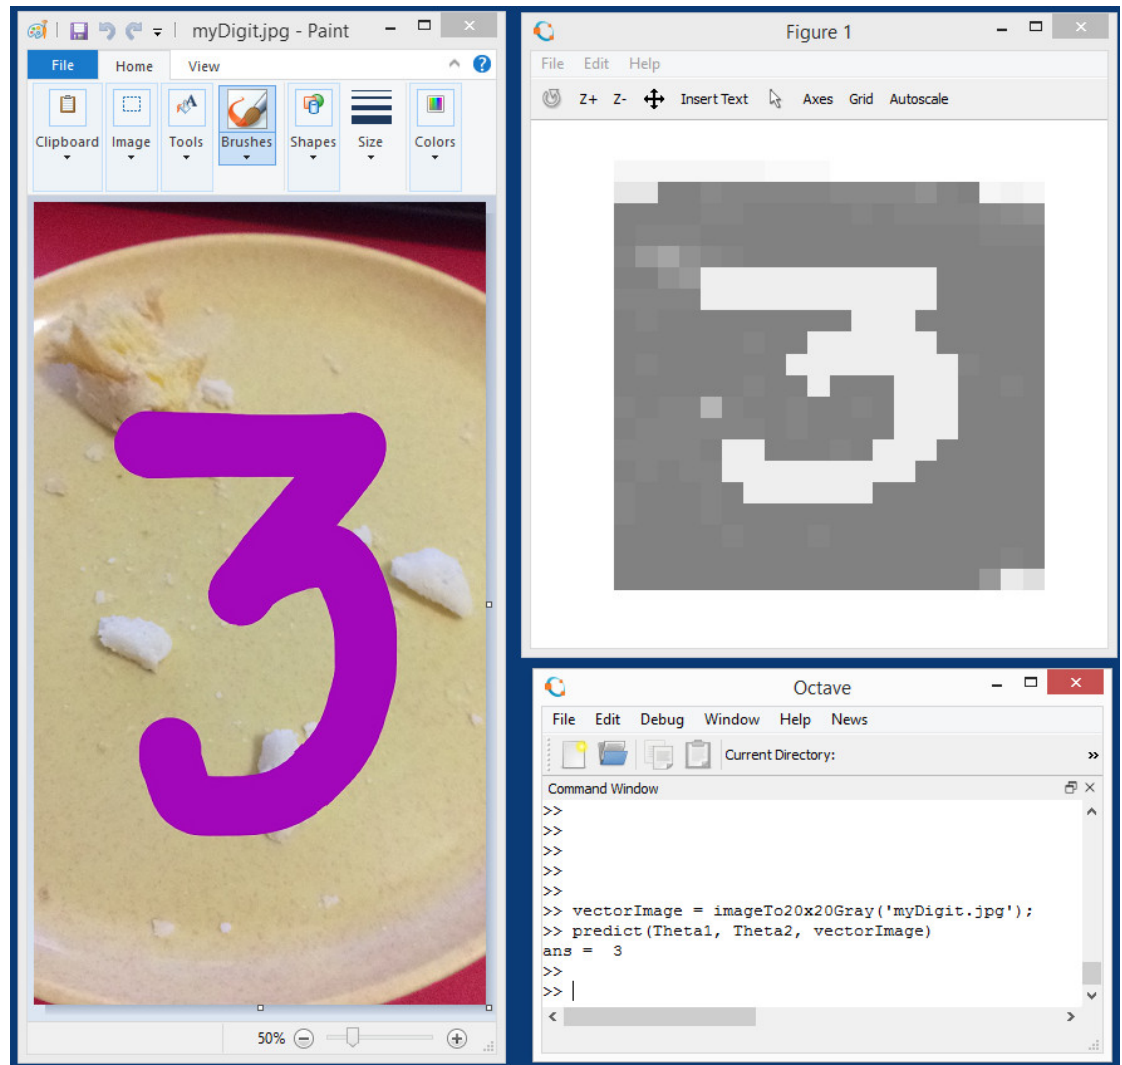 myDigit.jpg - Paint
File Home View
Clipboard Image Tools Brushes Shapes Size Colors
3
50%
Figure 1
File Edit Help
Z+ Z- Insert Text Axes Grid Autoscale
3
Octave
File Edit Debug Window Help News
Current Directory:
Command Window
>>
>>
>>
>>
>>
>> vectorImage = imageTo20x20Gray('myDigit.jpg');
>> predict(Theta1, Theta2, vectorImage)
ans = 3
>>
>>